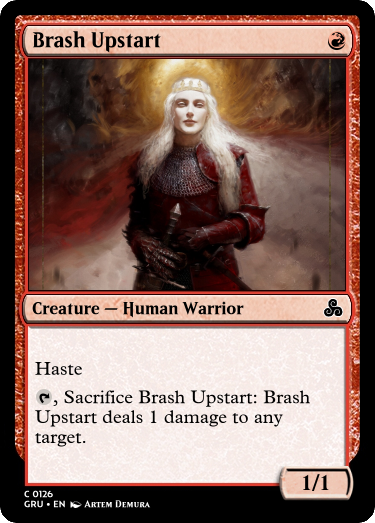 Brash Upstart
Creature — Human Warrior
Haste
, Sacrifice Brash Upstart: Brash
Upstart deals 1 damage to any
target.
1/1
C 0126
GRU • EN Artem Demura